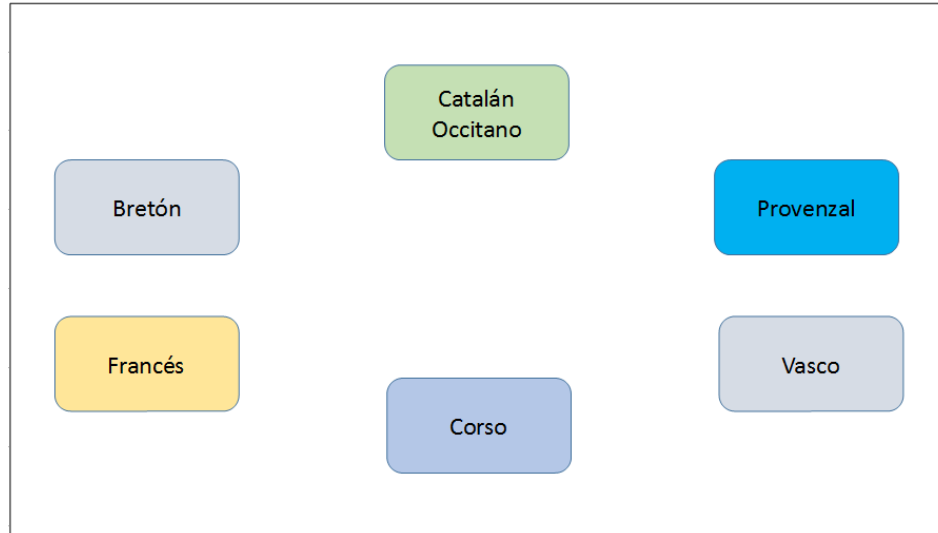 Catalán
Occitano
Bretón
Provenzal
Francés
Vasco
Corso